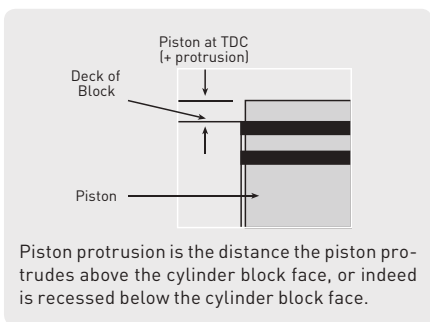 Piston at TDC
(+ protrusion)
Deck of
Block
Piston
Piston protrusion is the distance the piston pro-
trudes above the cylinder block face, or indeed
is recessed below the cylinder block face.